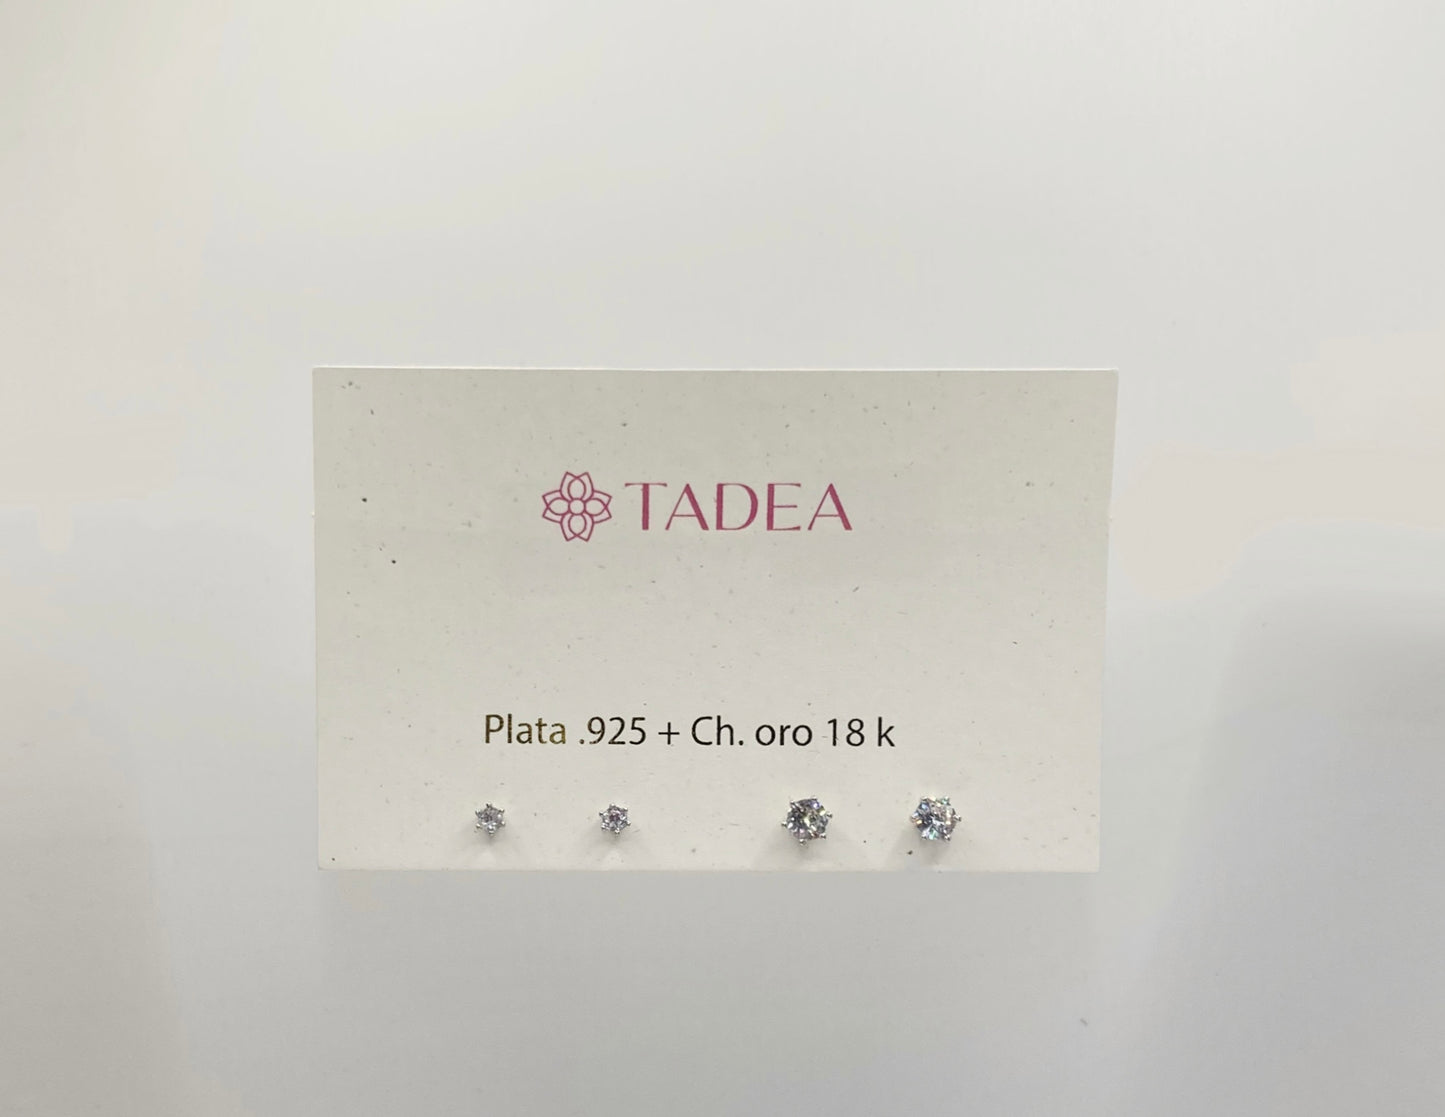 TADEA
Plata .925 + Ch. oro 18 k